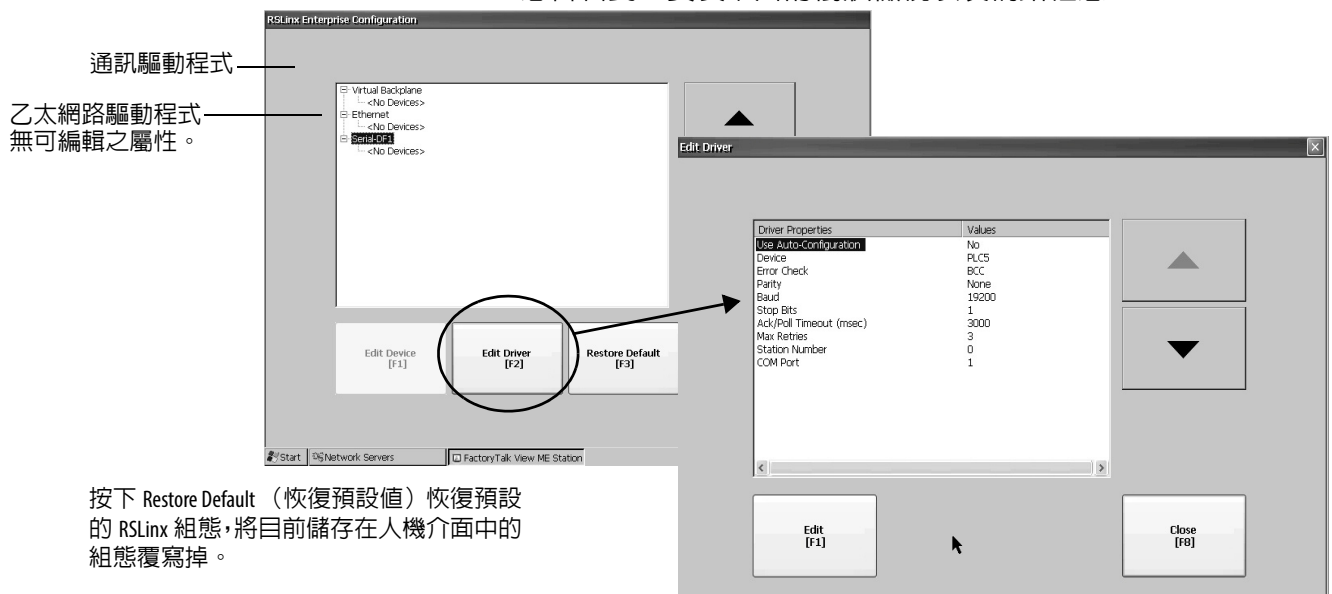 RSLinx Enterprise Configuration
通訊驅動程式
乙太網路驅動程式
無可編輯之屬性。
Virtual Backplane
<No Devices>
Ethernet
<No Devices>
Serial-DF1
<No Devices>
Edit Device
[F1]
Edit Driver
[F2]
Restore Default
[F3]
Start
Network Servers
FactoryTalk View ME Station
Edit Driver
Driver Properties Values
Use Auto-Configuration No
Device PLC5
Error Check BCC
Parity None
Baud 19200
Stop Bits 1
Ack/Poll Timeout (msec) 3000
Max Retries 3
Station Number 0
COM Port 1
Edit
[F1]
Close
[F8]
按下 Restore Default （恢復預設值）恢復預設
的 RSLinx 組態，將目前儲存在人機介面中的
組態覆寫掉。